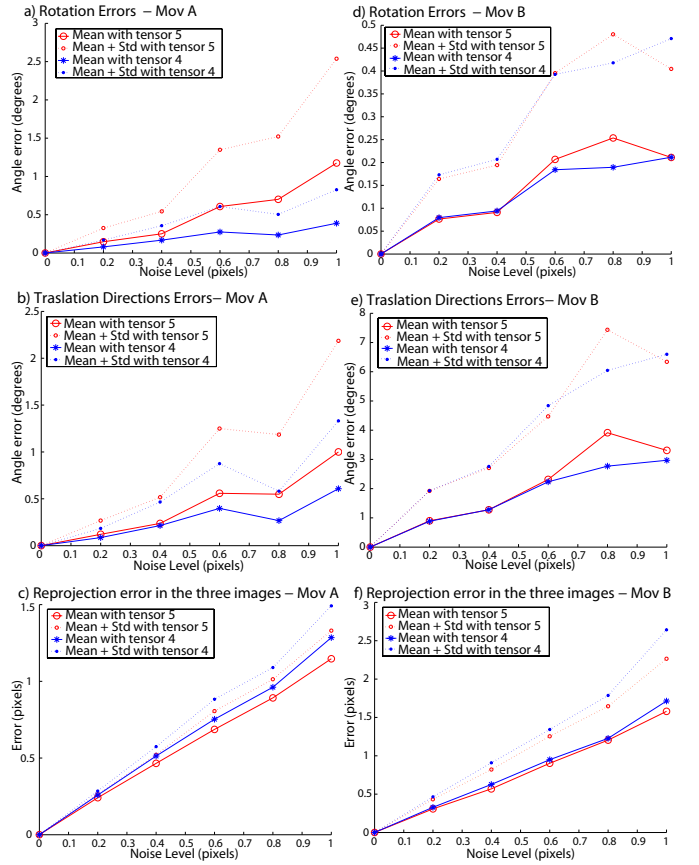 a) Rotation Errors – Mov A
Angle error (degrees)
3
2.5
2
1.5
1
0.5
0
Mean with tensor 5
Mean + Std with tensor 5
Mean with tensor 4
Mean + Std with tensor 4
0 0.1 0.2 0.3 0.4 0.5 0.6 0.7 0.8 0.9 1
Noise Level (pixels)
d) Rotation Errors – Mov B
Angle error (degrees)
0.5
0.45
0.4
0.35
0.3
0.25
0.2
0.15
0.1
0.05
0
Mean with tensor 5
Mean + Std with tensor 5
Mean with tensor 4
Mean + Std with tensor 4
0 0.1 0.2 0.3 0.4 0.5 0.6 0.7 0.8 0.9 1
Noise Level (pixels)
b) Traslation Directions Errors– Mov A
Angle error (degrees)
2.5
2
1.5
1
0.5
0
Mean with tensor 5
Mean + Std with tensor 5
Mean with tensor 4
Mean + Std with tensor 4
0 0.1 0.2 0.3 0.4 0.5 0.6 0.7 0.8 0.9 1
Noise Level (pixels)
e) Traslation Directions Errors– Mov B
Angle error (degrees)
8
7
6
5
4
3
2
1
0
Mean with tensor 5
Mean + Std with tensor 5
Mean with tensor 4
Mean + Std with tensor 4
0 0.1 0.2 0.3 0.4 0.5 0.6 0.7 0.8 0.9 1
Noise Level (pixels)
c) Reprojection error in the three images – Mov A
Error (pixels)
1.5
1
0.5
0
Mean with tensor 5
Mean + Std with tensor 5
Mean with tensor 4
Mean + Std with tensor 4
0 0.1 0.2 0.3 0.4 0.5 0.6 0.7 0.8 0.9 1
Noise Level (pixels)
f) Reprojection error in the three images – Mov B
Error (pixels)
3
2.5
2
1.5
1
0.5
0
Mean with tensor 5
Mean + Std with tensor 5
Mean with tensor 4
Mean + Std with tensor 4
0 0.1 0.2 0.3 0.4 0.5 0.6 0.7 0.8 0.9 1
Noise Level (pixels)